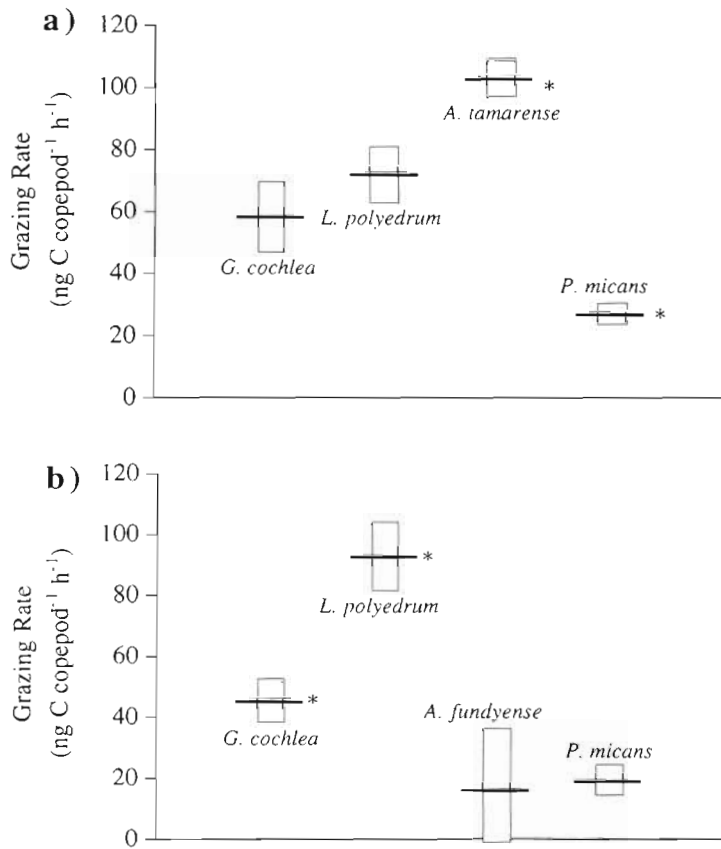 a)
120
100
80
60
40
20
0
Grazing Rate
(ng C copepod⁻¹ h⁻¹)
A. tamarense
*
L. polyedrum
G. cochlea
P. micans
*
b)
120
100
80
60
40
20
0
Grazing Rate
(ng C copepod⁻¹ h⁻¹)
*
L. polyedrum
*
G. cochlea
A. fundyense
P. micans